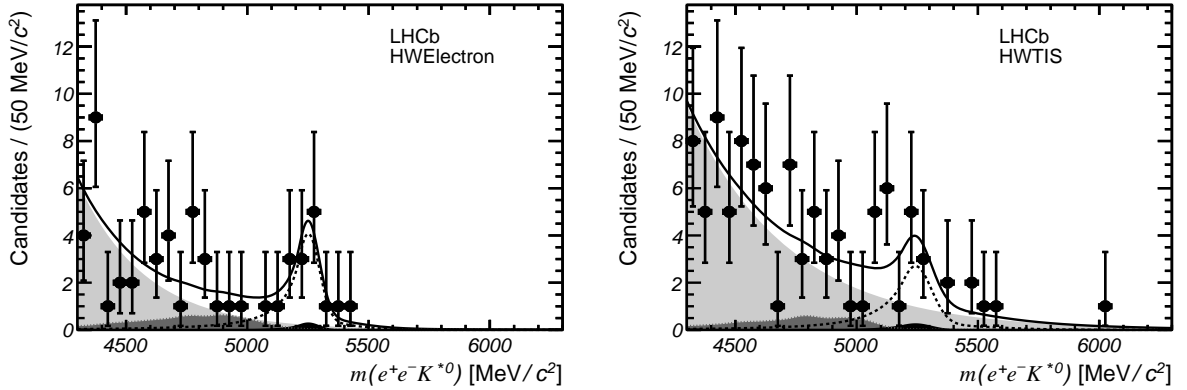 Candidates / (50 MeV/c²)
12
10
8
6
4
2
0
LHCb
HWElectron
4500
5000
5500
6000
m(e⁺e⁻K*⁰) [MeV/c²]
Candidates / (50 MeV/c²)
12
10
8
6
4
2
0
LHCb
HWTIS
4500
5000
5500
6000
m(e⁺e⁻K*⁰) [MeV/c²]